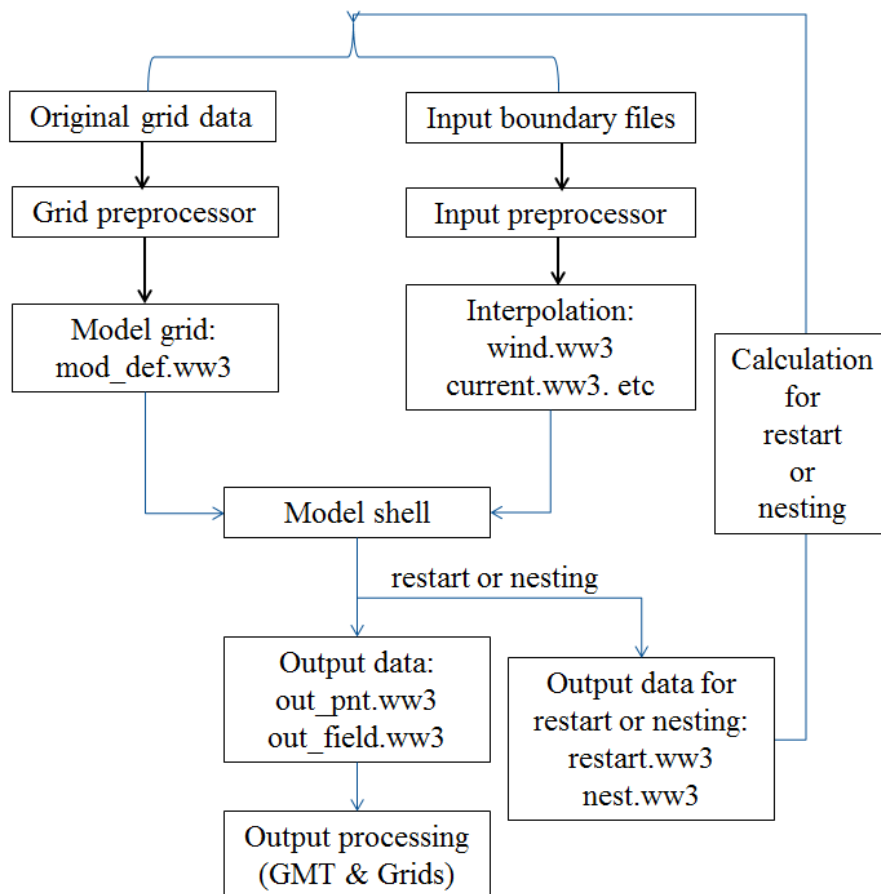 Original grid data
Input boundary files
Grid preprocessor
Input preprocessor
Model grid:
mod_def.ww3
Interpolation:
wind.ww3
current.ww3. etc
Calculation
for
restart
or
nesting
Model shell
restart or nesting
Output data:
out_pnt.ww3
out_field.ww3
Output data for
restart or nesting:
restart.ww3
nest.ww3
Output processing
(GMT & Grids)